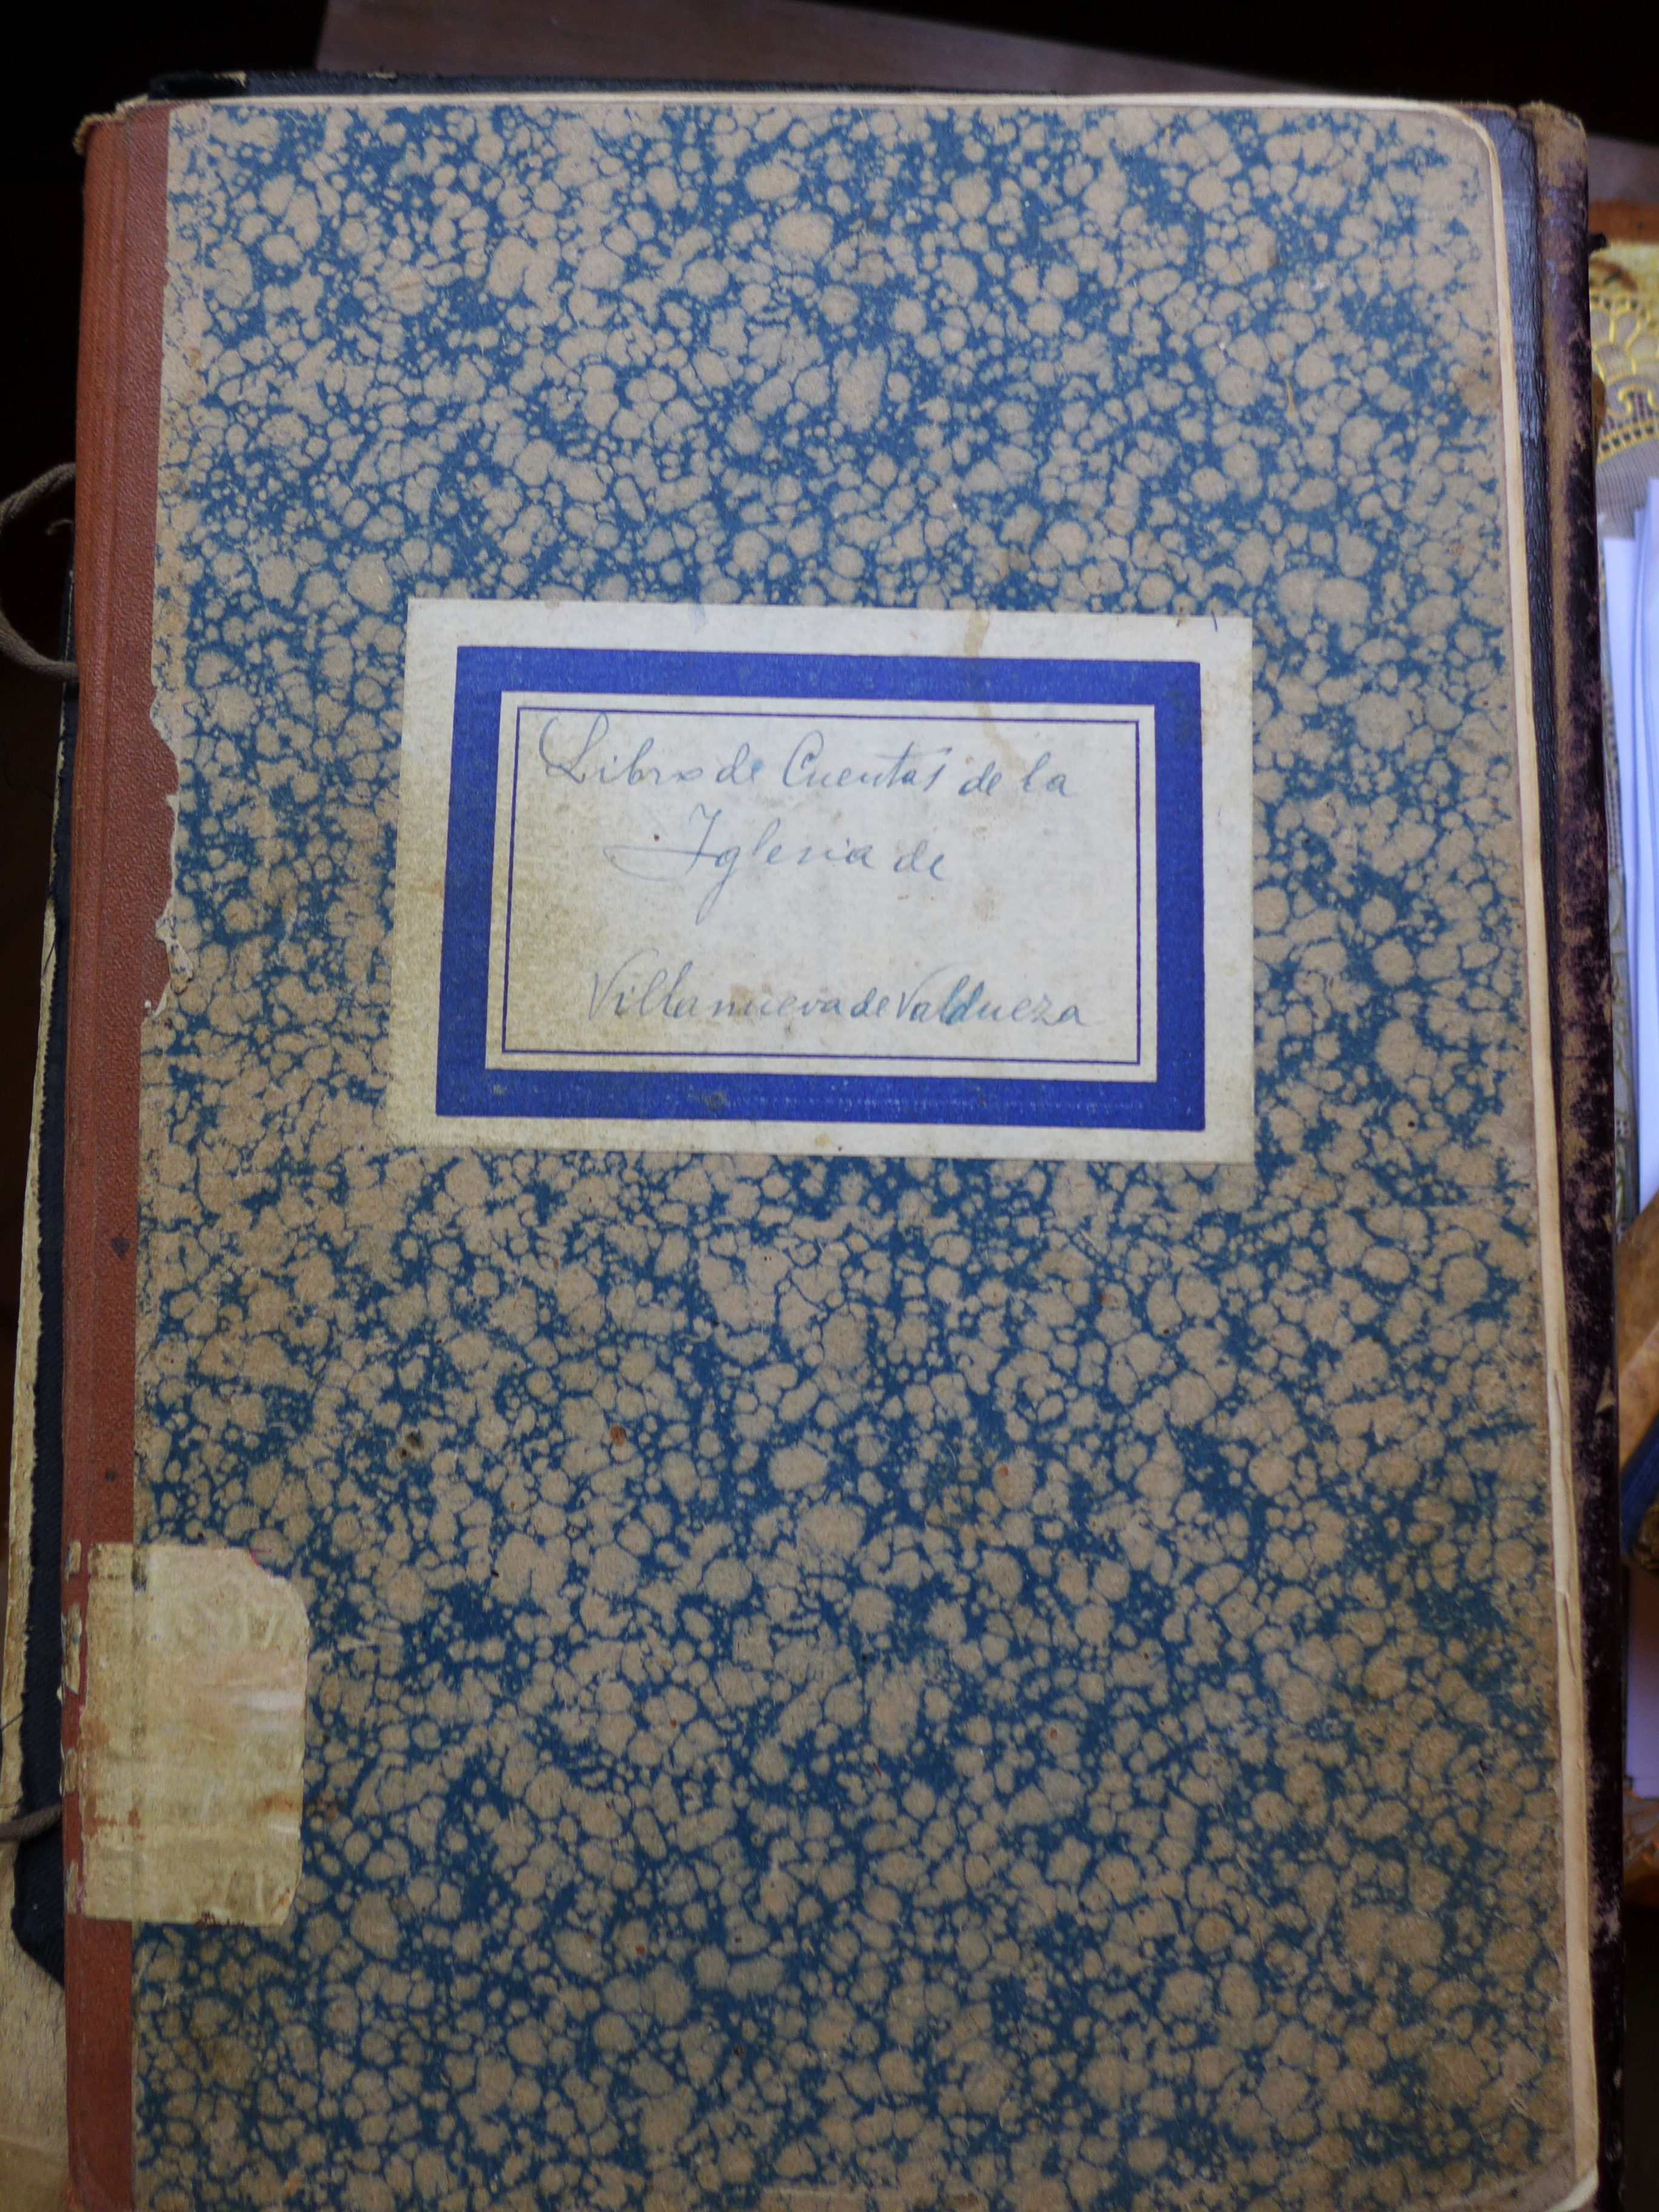 Libro de Cuentas de la
Iglesia de
Villanueva de Valdueza